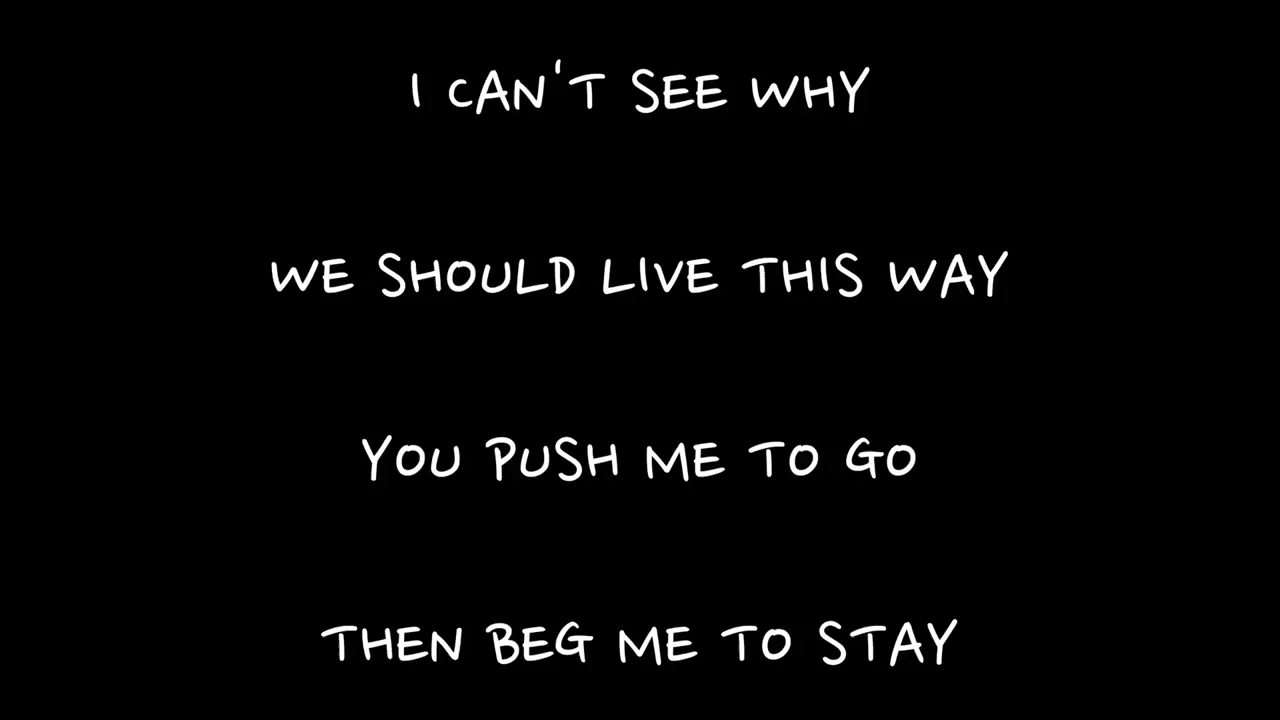 I CAN'T SEE WHY
WE SHOULD LIVE THIS WAY
YOU PUSH ME TO GO
THEN BEG ME TO STAY